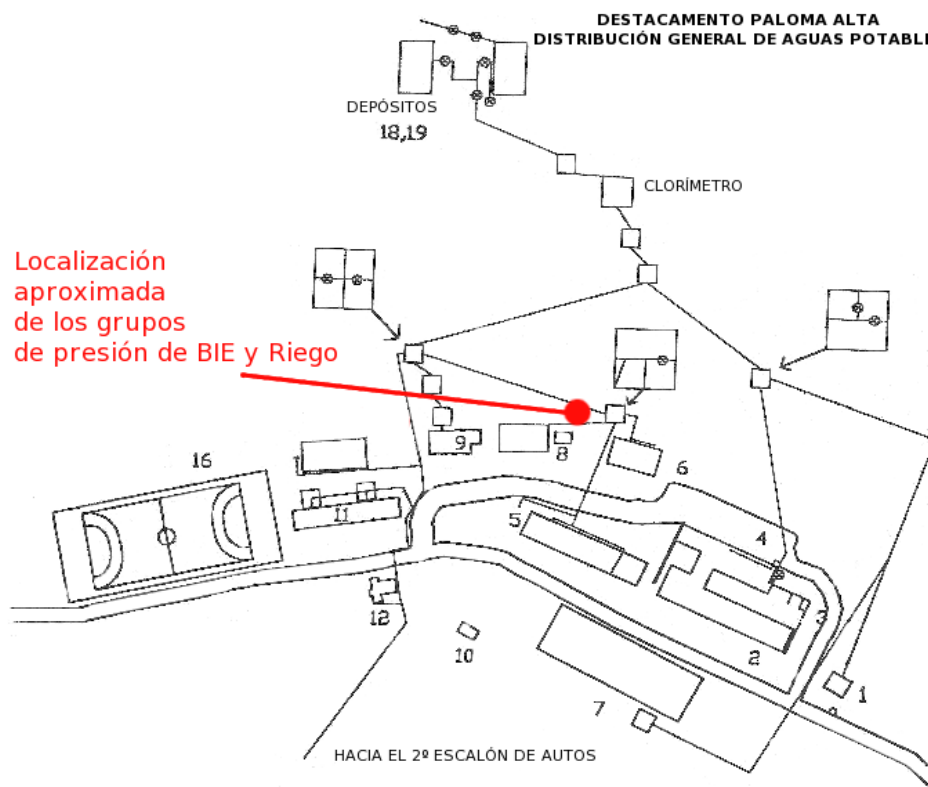 DESTACAMENTO PALOMA ALTA
DISTRIBUCIÓN GENERAL DE AGUAS POTABL
DEPÓSITOS
18,19
CLORÍMETRO
Localización
aproximada
de los grupos
de presión de BIE y Riego
16
9
8
6
11
5
4
3
12
10
2
1
7
HACIA EL 2º ESCALÓN DE AUTOS